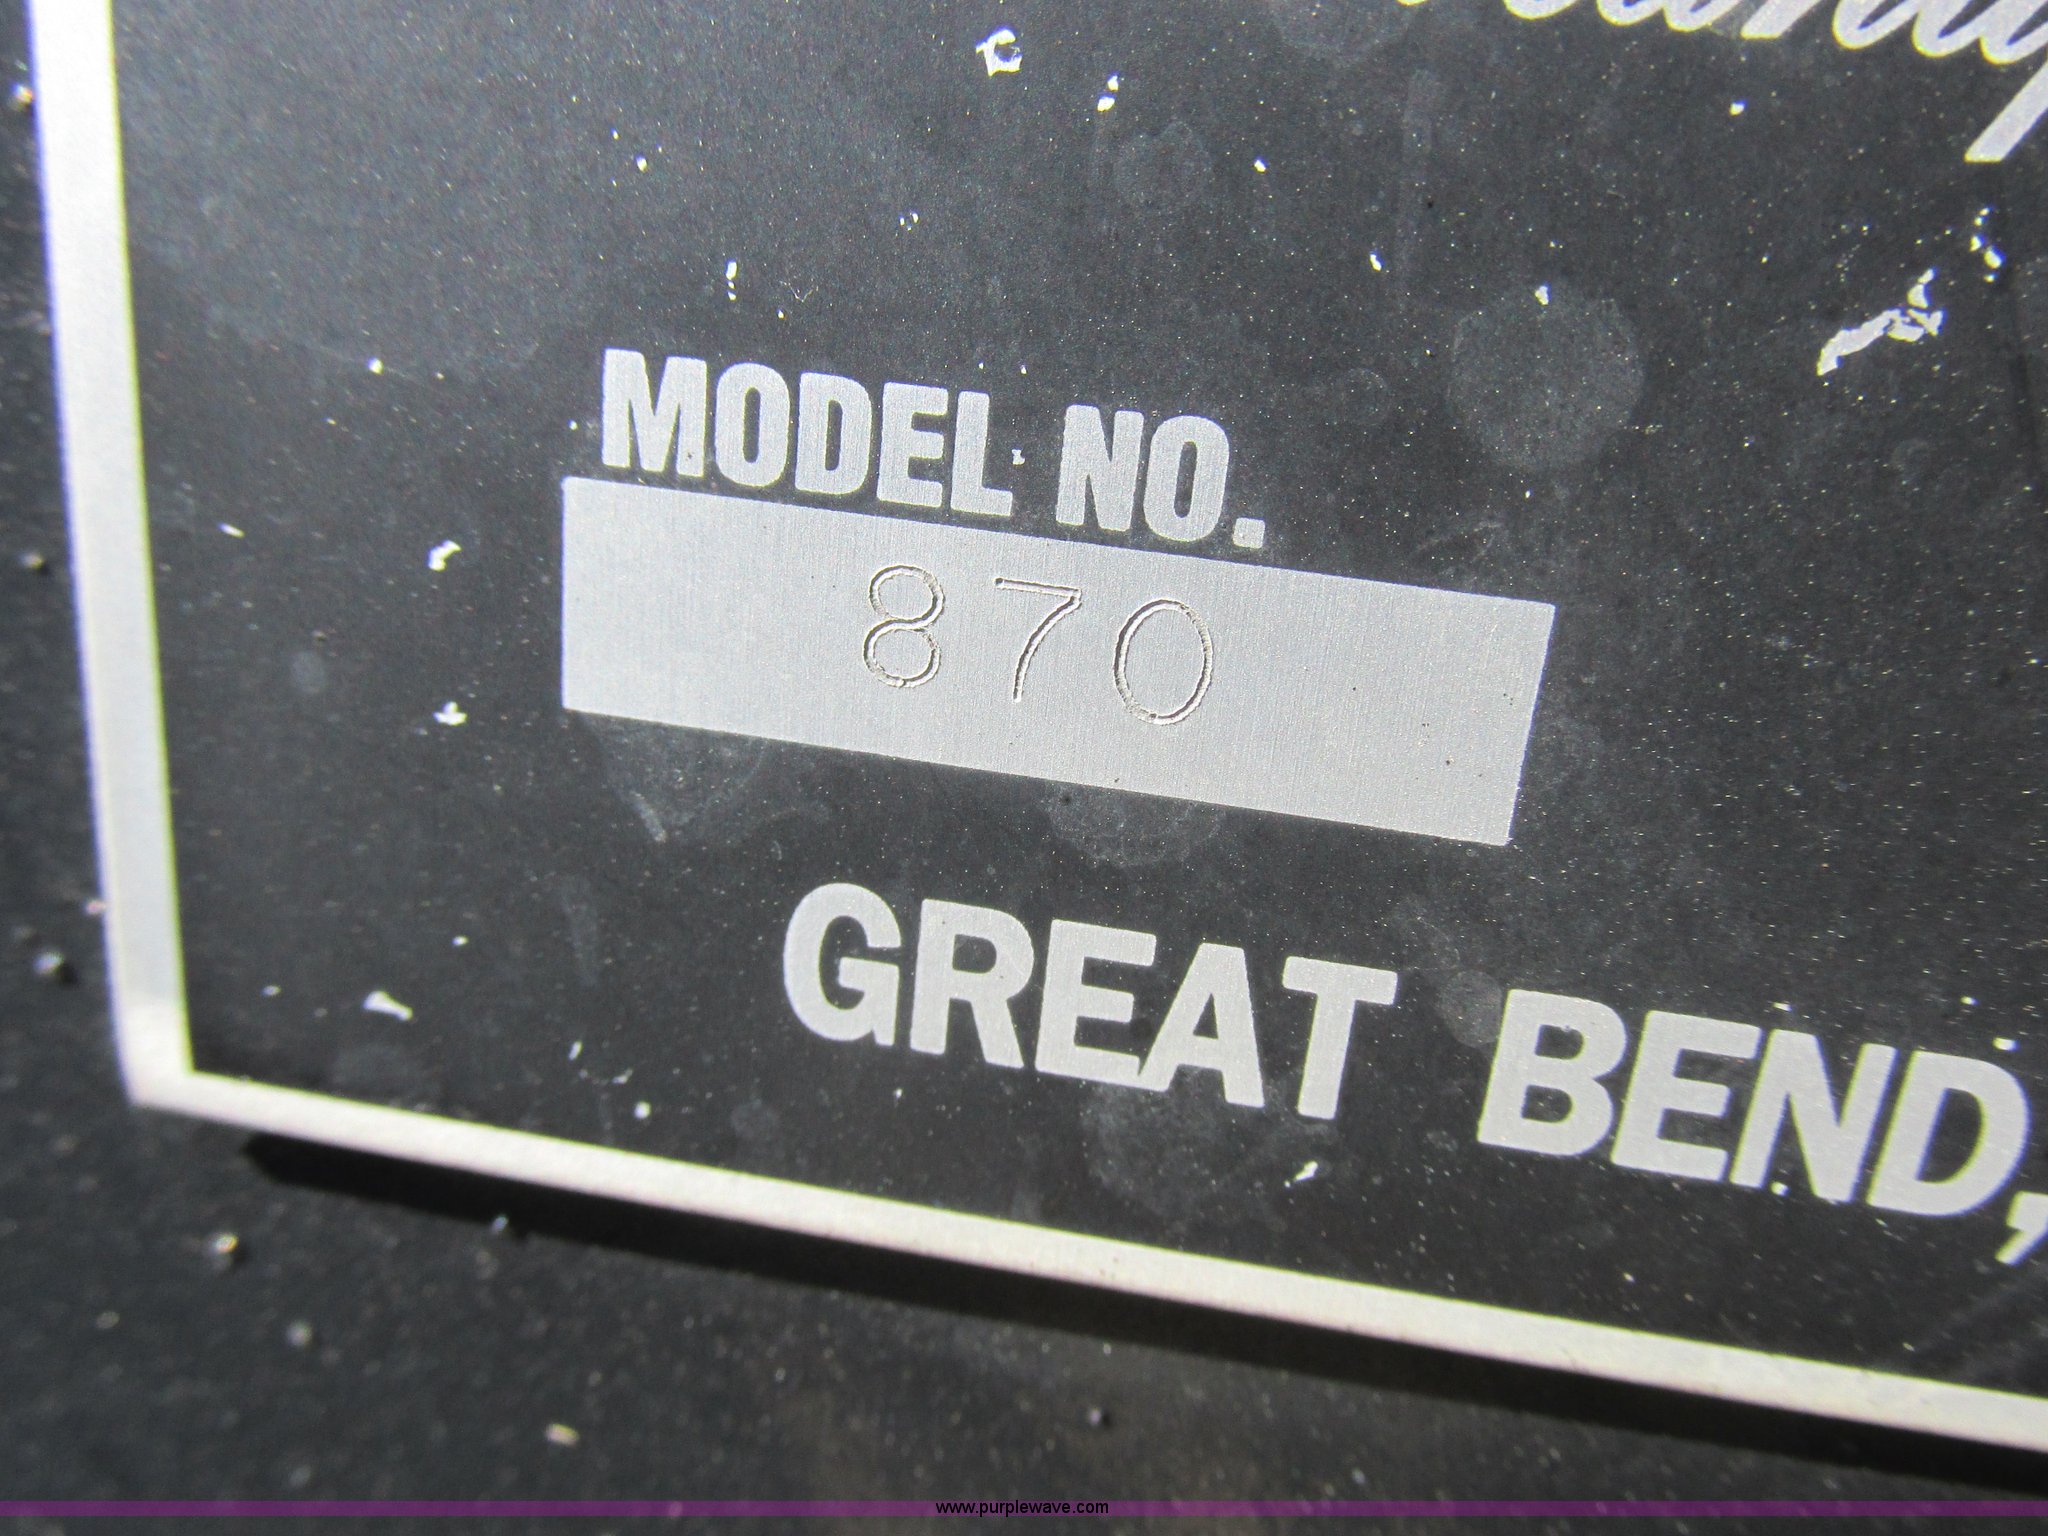 MODEL NO.
870
GREAT BEND,
www.purplewave.com